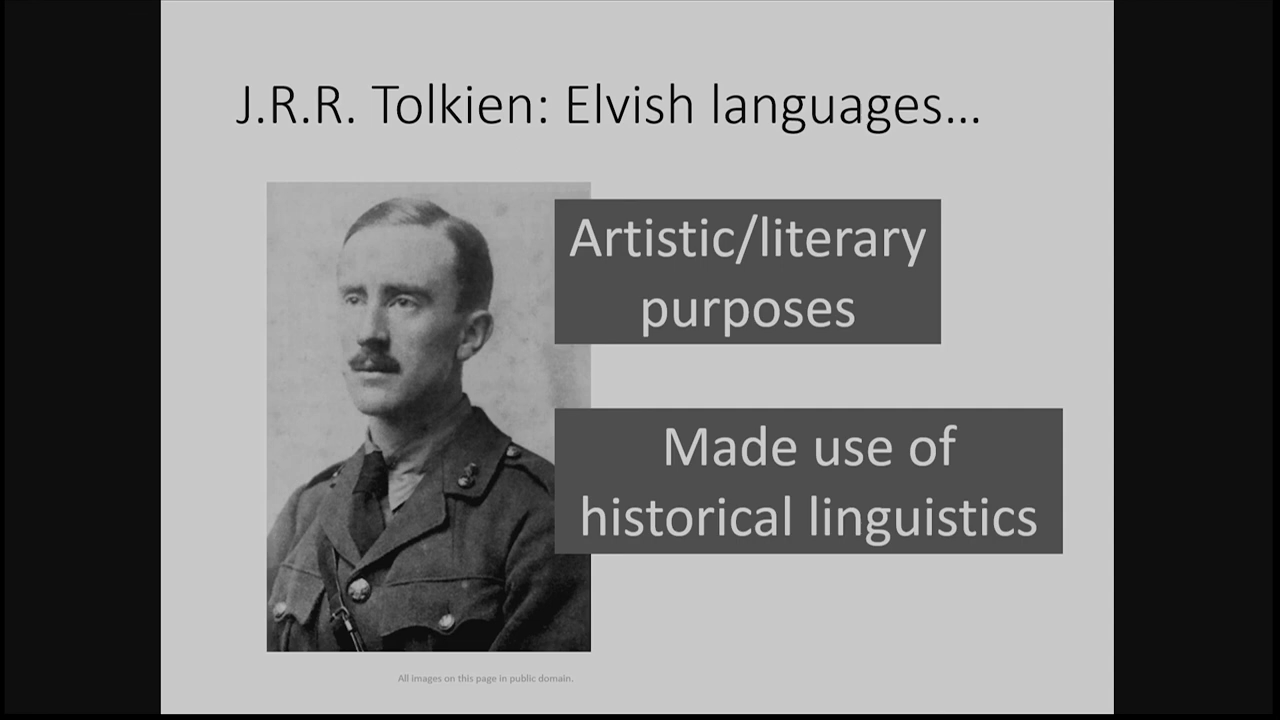 J.R.R. Tolkien: Elvish languages...
Artistic/literary
purposes
Made use of
historical linguistics
All images on this page in public domain.